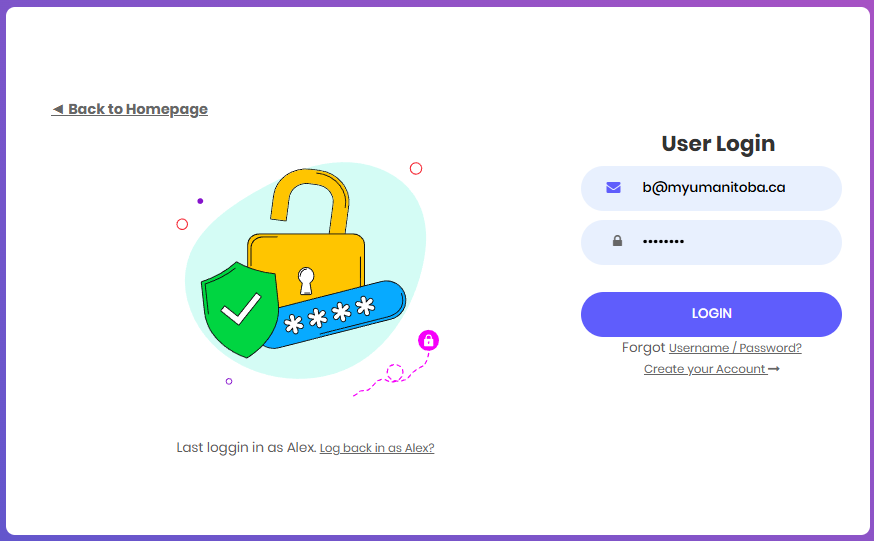 ◄ Back to Homepage
User Login
b@myumanitoba.ca
••••••••
LOGIN
Forgot Username / Password?
Create your Account →
Last loggin in as Alex. Log back in as Alex?